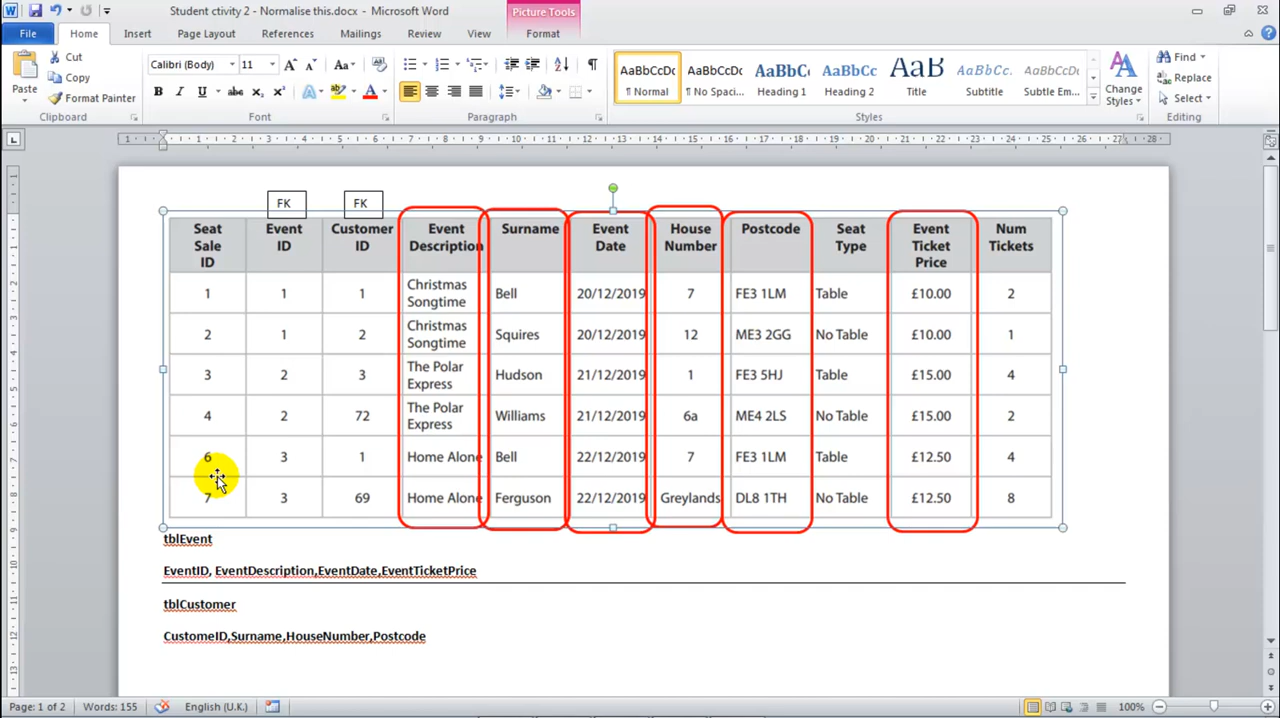 Student ctivity 2 - Normalise this.docx - Microsoft Word
Picture Tools
File Home Insert Page Layout References Mailings Review View Format
Paste
Cut
Copy
Format Painter
Clipboard
Calibri (Body) 11
Font
Paragraph
AaBbCcDc AaBbCcDc AaBbC AaBbCc AaB AaBbCcL AaBbCcDc
¶ Normal ¶ No Spaci... Heading 1 Heading 2 Title Subtitle Subtle Em...
Change Styles
Styles
Find
Replace
Select
Editing
FK FK
Seat Sale ID Event ID Customer ID Event Description Surname Event Date House Number Postcode Seat Type Event Ticket Price Num Tickets
1 1 1 Christmas Songtime Bell 20/12/2019 7 FE3 1LM Table £10.00 2
2 1 2 Christmas Songtime Squires 20/12/2019 12 ME3 2GG No Table £10.00 1
3 2 3 The Polar Express Hudson 21/12/2019 1 FE3 5HJ Table £15.00 4
4 2 72 The Polar Express Williams 21/12/2019 6a ME4 2LS No Table £15.00 2
6 3 1 Home Alone Bell 22/12/2019 7 FE3 1LM Table £12.50 4
7 3 69 Home Alone Ferguson 22/12/2019 Greylands DL8 1TH No Table £12.50 8
tblEvent
EventID, EventDescription,EventDate,EventTicketPrice
tblCustomer
CustomeID,Surname,HouseNumber,Postcode
Page: 1 of 2 Words: 155 English (U.K.) 100%